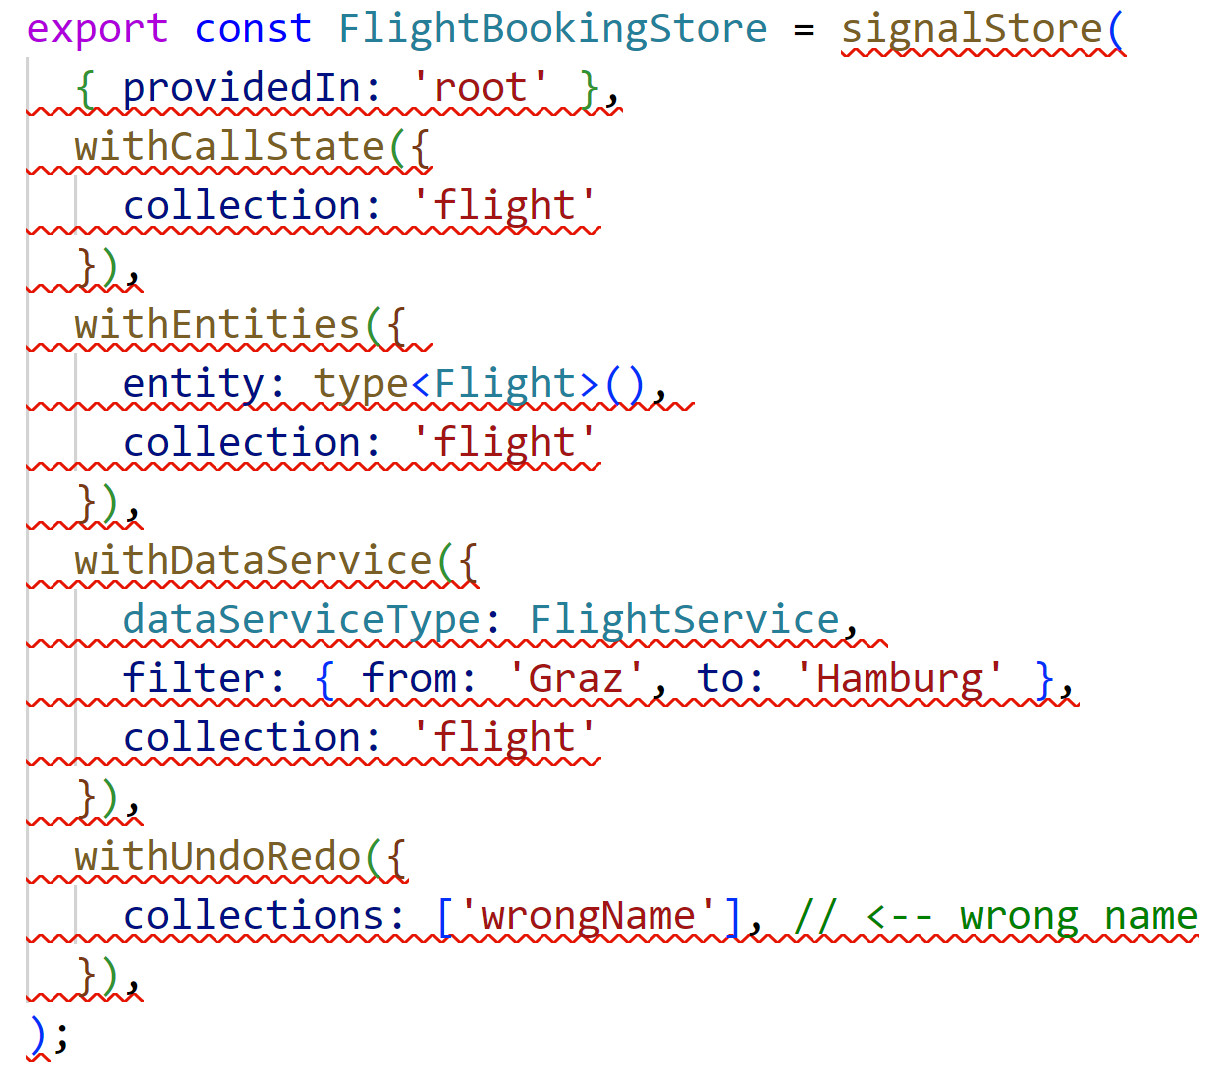 export const FlightBookingStore = signalStore(
  { providedIn: 'root' },
  withCallState({
    collection: 'flight'
  }),
  withEntities({
    entity: type<Flight>(),
    collection: 'flight'
  }),
  withDataService({
    dataServiceType: FlightService,
    filter: { from: 'Graz', to: 'Hamburg' },
    collection: 'flight'
  }),
  withUndoRedo({
    collections: ['wrongName'], // <-- wrong name
  }),
);